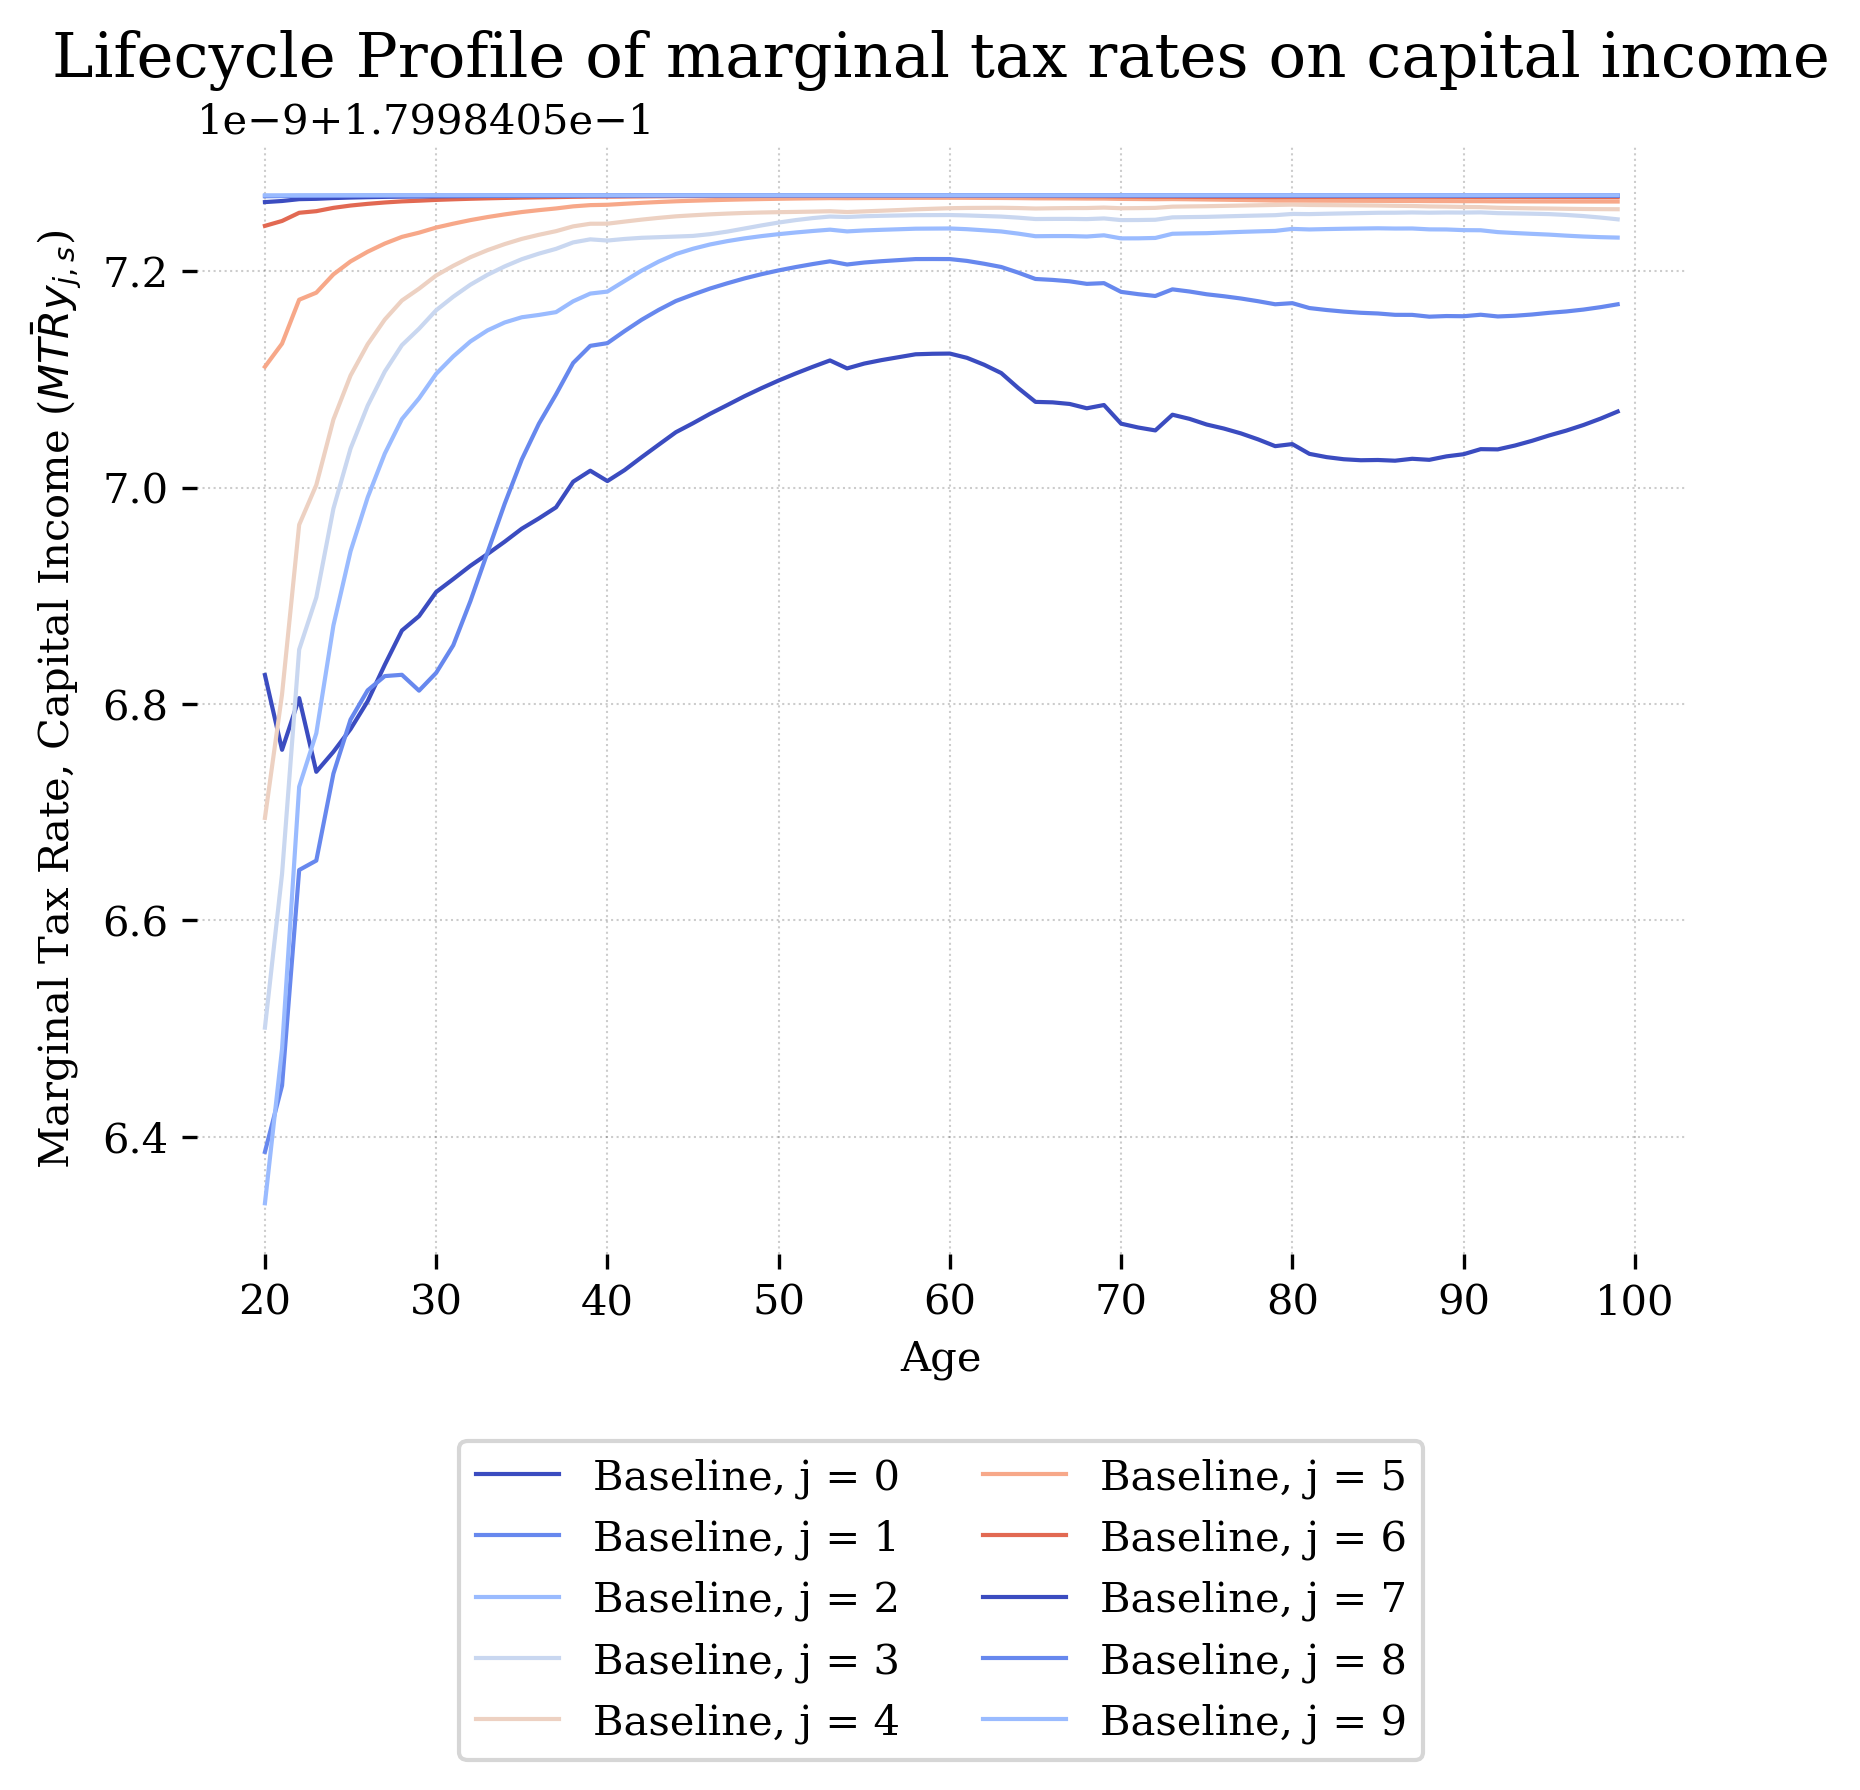 Lifecycle Profile of marginal tax rates on capital income
1e−9+1.7998405e−1
Marginal Tax Rate, Capital Income ($\bar{MTRy}_{j,s}$)
7.2
7.0
6.8
6.6
6.4
20 30 40 50 60 70 80 90 100
Age
Baseline, j = 0
Baseline, j = 1
Baseline, j = 2
Baseline, j = 3
Baseline, j = 4
Baseline, j = 5
Baseline, j = 6
Baseline, j = 7
Baseline, j = 8
Baseline, j = 9